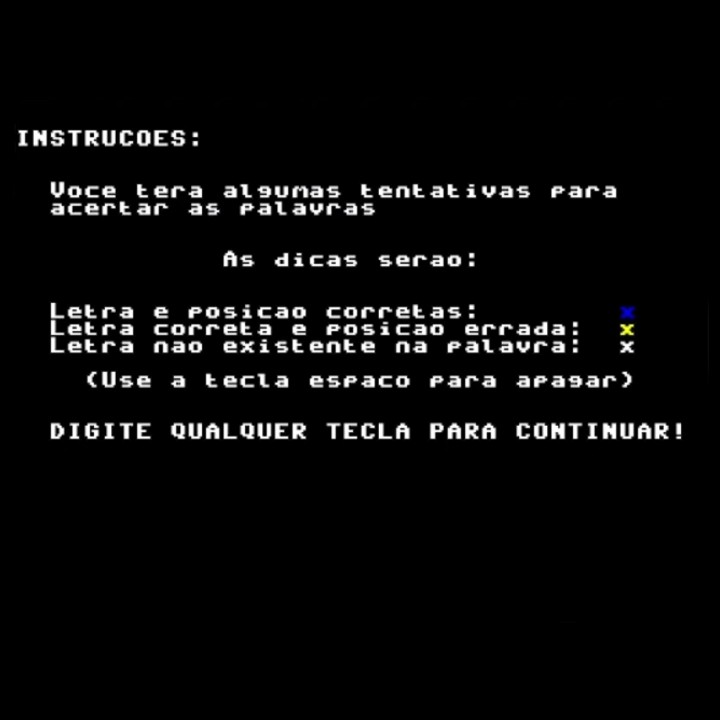 INSTRUCOES:
Voce tera algumas tentativas para
acertar as palavras
As dicas serao:
Letra e posicao corretas: x
Letra correta e posicao errada: x
Letra nao existente na palavra: x
(Use a tecla espaco para apagar)
DIGITE QUALQUER TECLA PARA CONTINUAR!